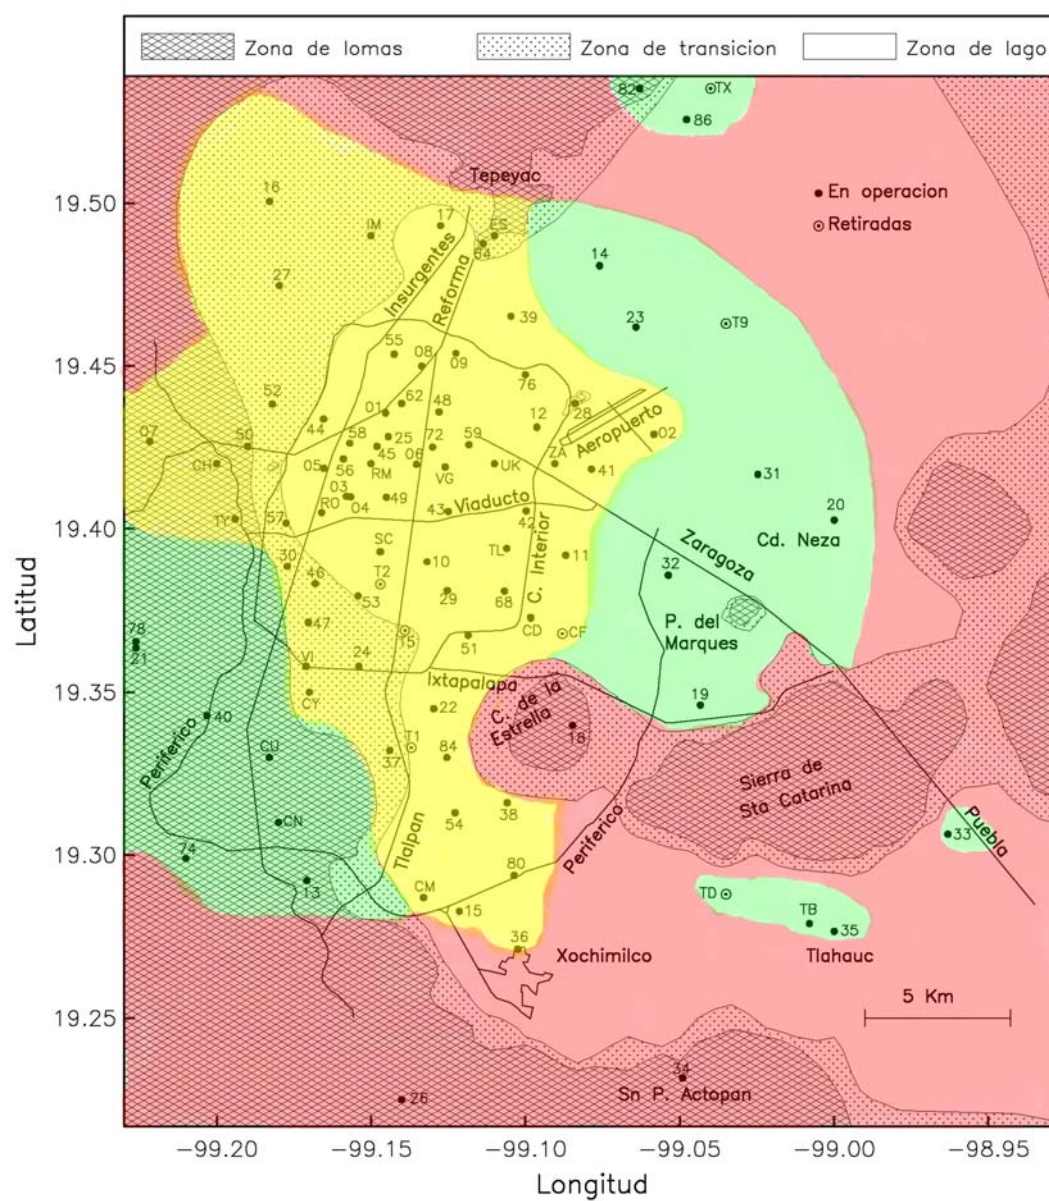 Zona de lomas
Zona de transicion
Zona de lago
82
TX
86
Tepeyac
En operacion
Retiradas
19.50
16
IM
17
ES
64
14
27
Insurgentes
Reforma
39
23
T9
19.45
55
08
09
76
52
44
01
62
48
12
28
Aeropuerto
02
07
50
58
25
72
59
CH
05
56
45
06
RM
VG
UK
ZA
41
31
03
RO
04
49
43
Viaducto
42
20
TY
57
19.40
Cd. Neza
Zaragoza
30
SC
TL
C. Interior
11
46
T2
10
32
53
29
68
P. del
Marques
78
21
47
T5
51
CD
CF
19.35
VI
24
Ixtapalapa
CY
22
C. de la
Estrella
19
40
CU
T1
37
84
18
Periferico
Sierra de
Sta Catarina
38
54
CN
Tlalpan
Periferico
33
Puebla
19.30
74
13
80
CM
15
TD
TB
35
36
Xochimilco
Tlahauc
5 Km
19.25
34
Sn P. Actopan
26
−99.20
−99.15
−99.10
−99.05
−99.00
−98.95
Longitud
Latitud